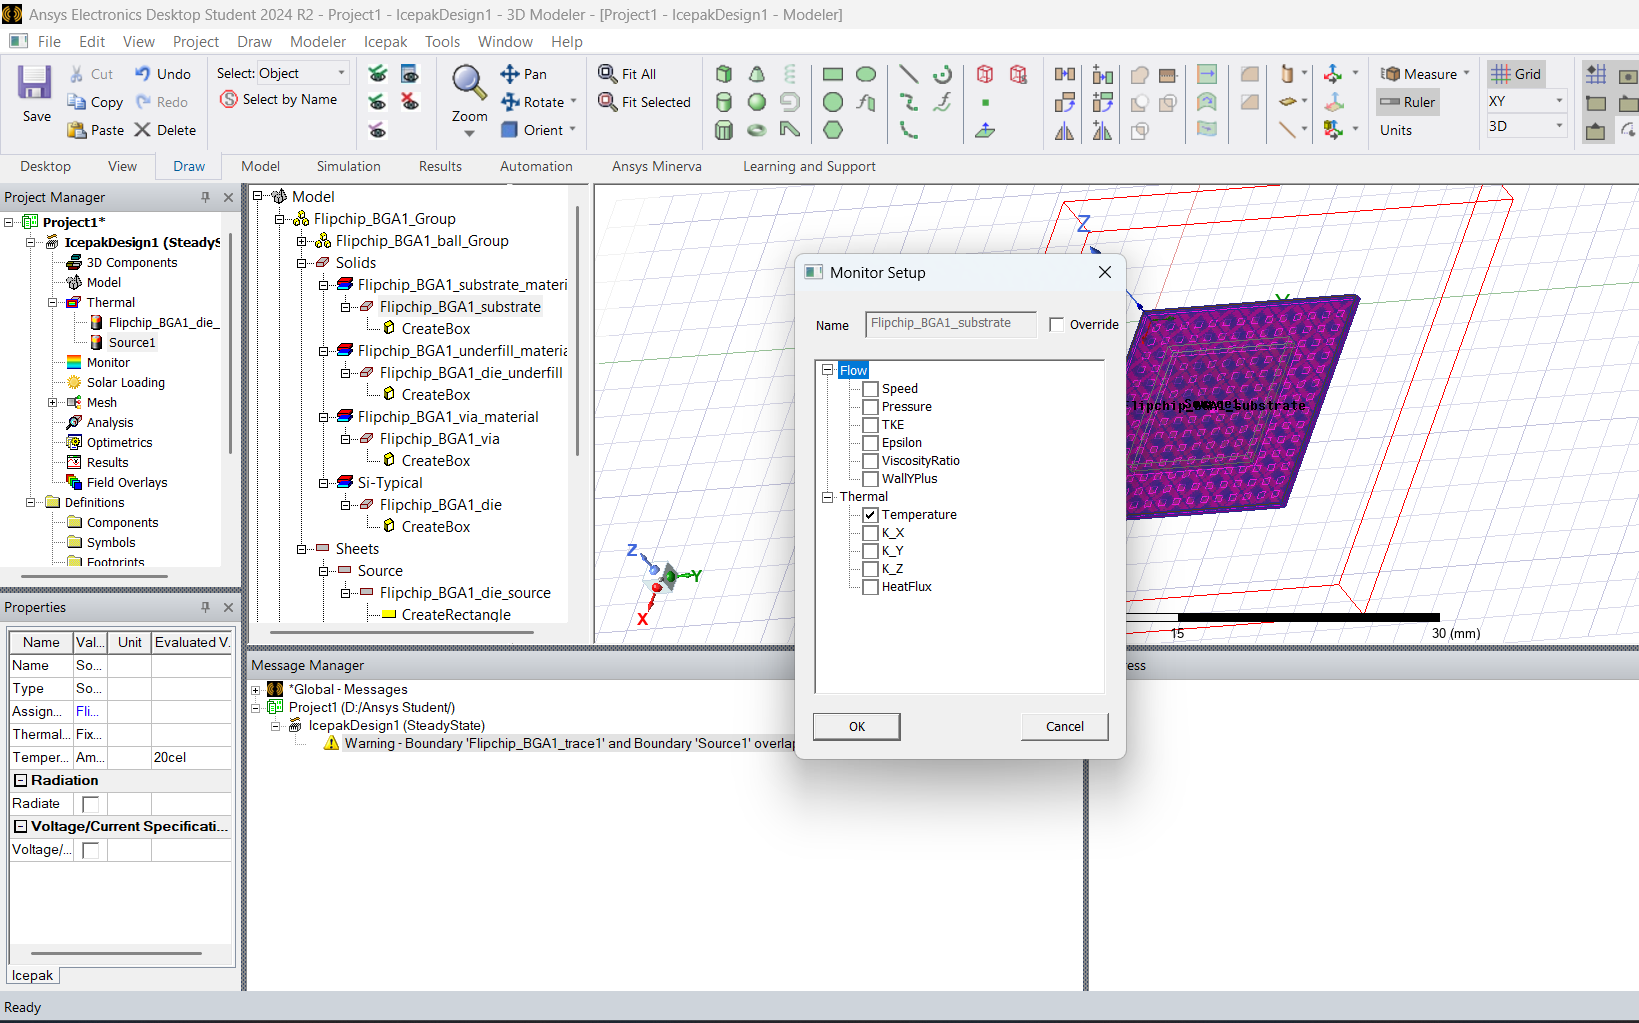 Ansys Electronics Desktop Student 2024 R2 - Project1 - IcepakDesign1 - 3D Modeler - [Project1 - IcepakDesign1 - Modeler]
File Edit View Project Draw Modeler Icepak Tools Window Help
Save
Cut
Copy
Paste
Undo
Redo
Delete
Select: Object
Select by Name
Zoom
Pan
Rotate
Orient
Fit All
Fit Selected
Measure
Ruler
Units
Grid
XY
3D
Desktop View Draw Model Simulation Results Automation Ansys Minerva Learning and Support
Project Manager
Project1*
IcepakDesign1 (SteadyS
3D Components
Model
Thermal
Flipchip_BGA1_die_
Source1
Monitor
Solar Loading
Mesh
Analysis
Optimetrics
Results
Field Overlays
Definitions
Components
Symbols
Footprints
Properties
Name Val... Unit Evaluated V.
Name So...
Type So...
Assign... Fli...
Thermal... Fix...
Temper... Am... 20cel
Radiation
Radiate
Voltage/Current Specificati...
Voltage/...
Icepak
Ready
Model
Flipchip_BGA1_Group
Flipchip_BGA1_ball_Group
Solids
Flipchip_BGA1_substrate_materi
Flipchip_BGA1_substrate
CreateBox
Flipchip_BGA1_underfill_materia
Flipchip_BGA1_die_underfill
CreateBox
Flipchip_BGA1_via_material
Flipchip_BGA1_via
CreateBox
Si-Typical
Flipchip_BGA1_die
CreateBox
Sheets
Source
Flipchip_BGA1_die_source
CreateRectangle
Z
Y
X
Z
Y
15
30 (mm)
Message Manager
*Global - Messages
Project1 (D:/Ansys Student/)
IcepakDesign1 (SteadyState)
Warning - Boundary 'Flipchip_BGA1_trace1' and Boundary 'Source1' overlap
ress
Monitor Setup
Name Flipchip_BGA1_substrate Override
Flow
Speed
Pressure
TKE
Epsilon
ViscosityRatio
WallYPlus
Thermal
Temperature
K_X
K_Y
K_Z
HeatFlux
OK Cancel